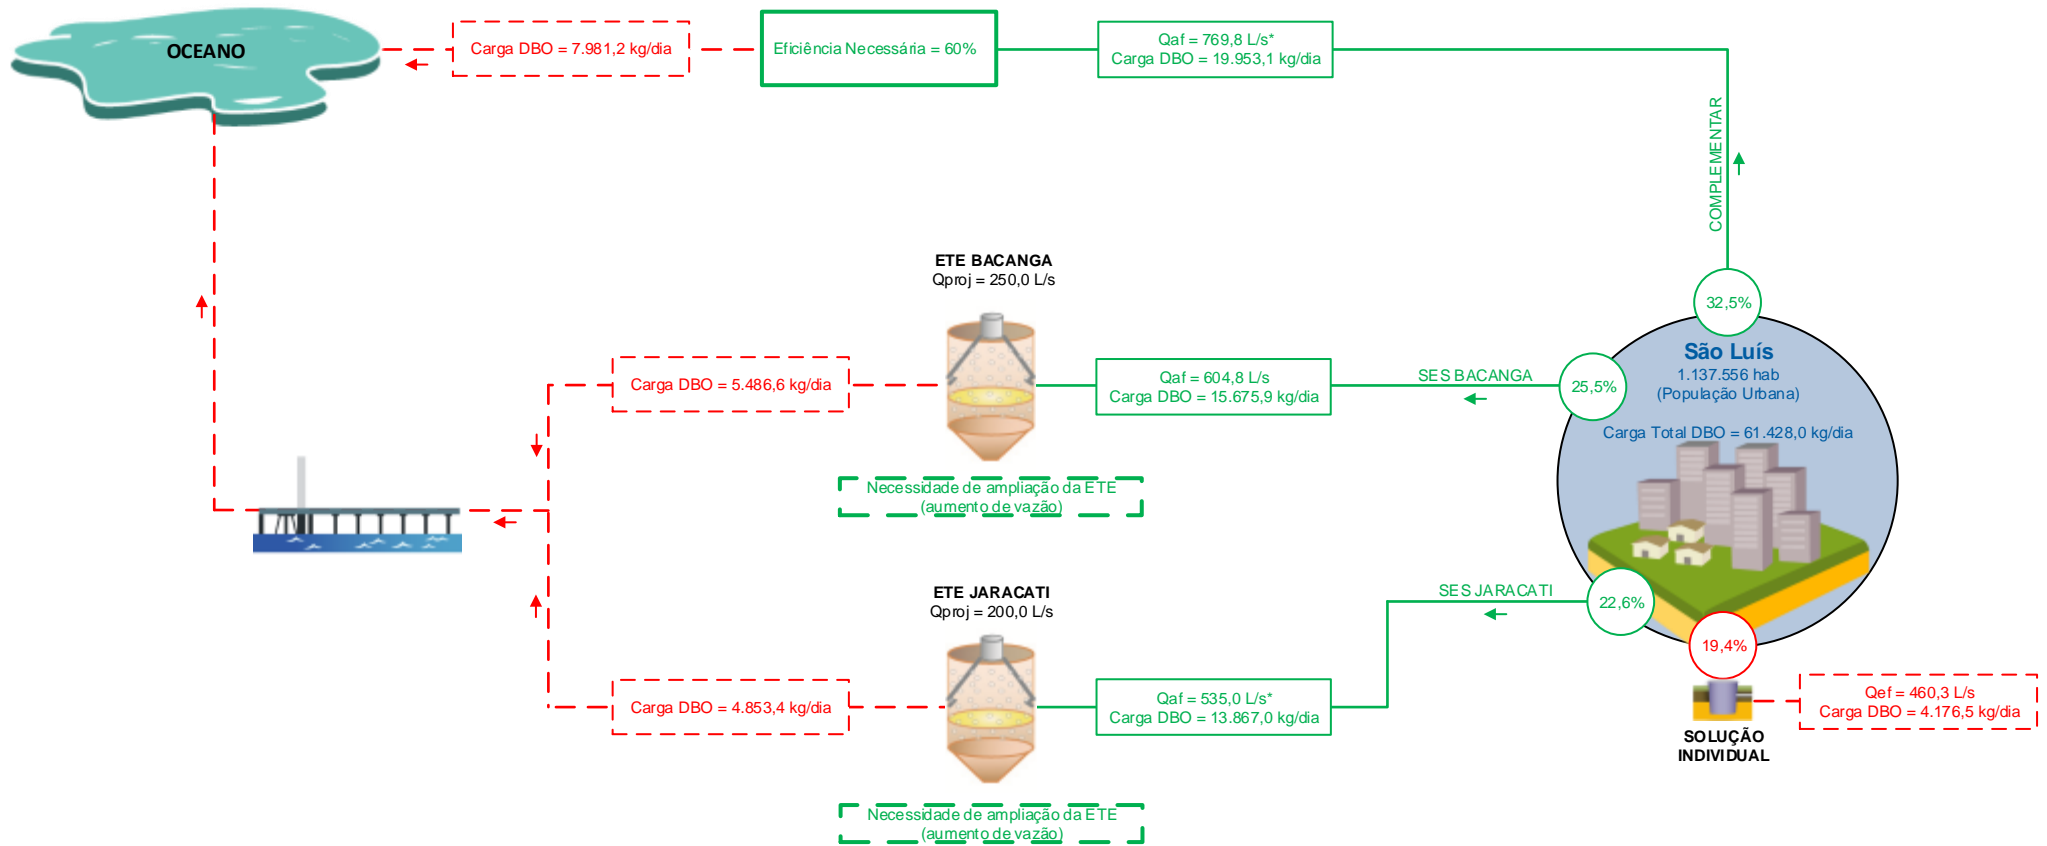 OCEANO
Carga DBO = 7.981,2 kg/dia
Eficiência Necessária = 60%
Qaf = 769,8 L/s*
Carga DBO = 19.953,1 kg/dia
COMPLEMENTAR
ETE BACANGA
Qproj = 250,0 L/s
Carga DBO = 5.486,6 kg/dia
Qaf = 604,8 L/s
Carga DBO = 15.675,9 kg/dia
SES BACANGA
32,5%
25,5%
São Luís
1.137.556 hab
(População Urbana)
Carga Total DBO = 61.428,0 kg/dia
Necessidade de ampliação da ETE
(aumento de vazão)
ETE JARACATI
Qproj = 200,0 L/s
SES JARACATI
22,6%
19,4%
Carga DBO = 4.853,4 kg/dia
Qaf = 535,0 L/s*
Carga DBO = 13.867,0 kg/dia
Qef = 460,3 L/s
Carga DBO = 4.176,5 kg/dia
SOLUÇÃO
INDIVIDUAL
Necessidade de ampliação da ETE
(aumento de vazão)